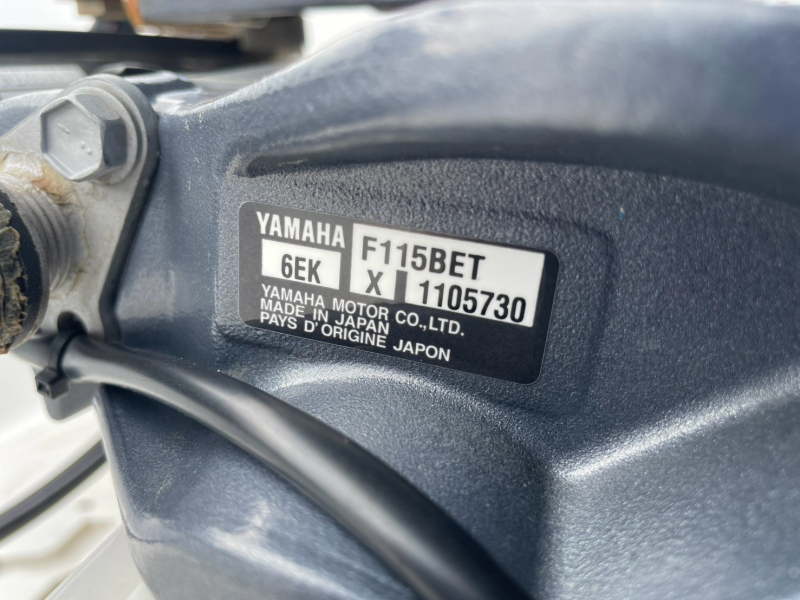 YAMAHA F115BET
6EK X 1105730
YAMAHA MOTOR CO.,LTD.
MADE IN JAPAN
PAYS D'ORIGINE JAPON